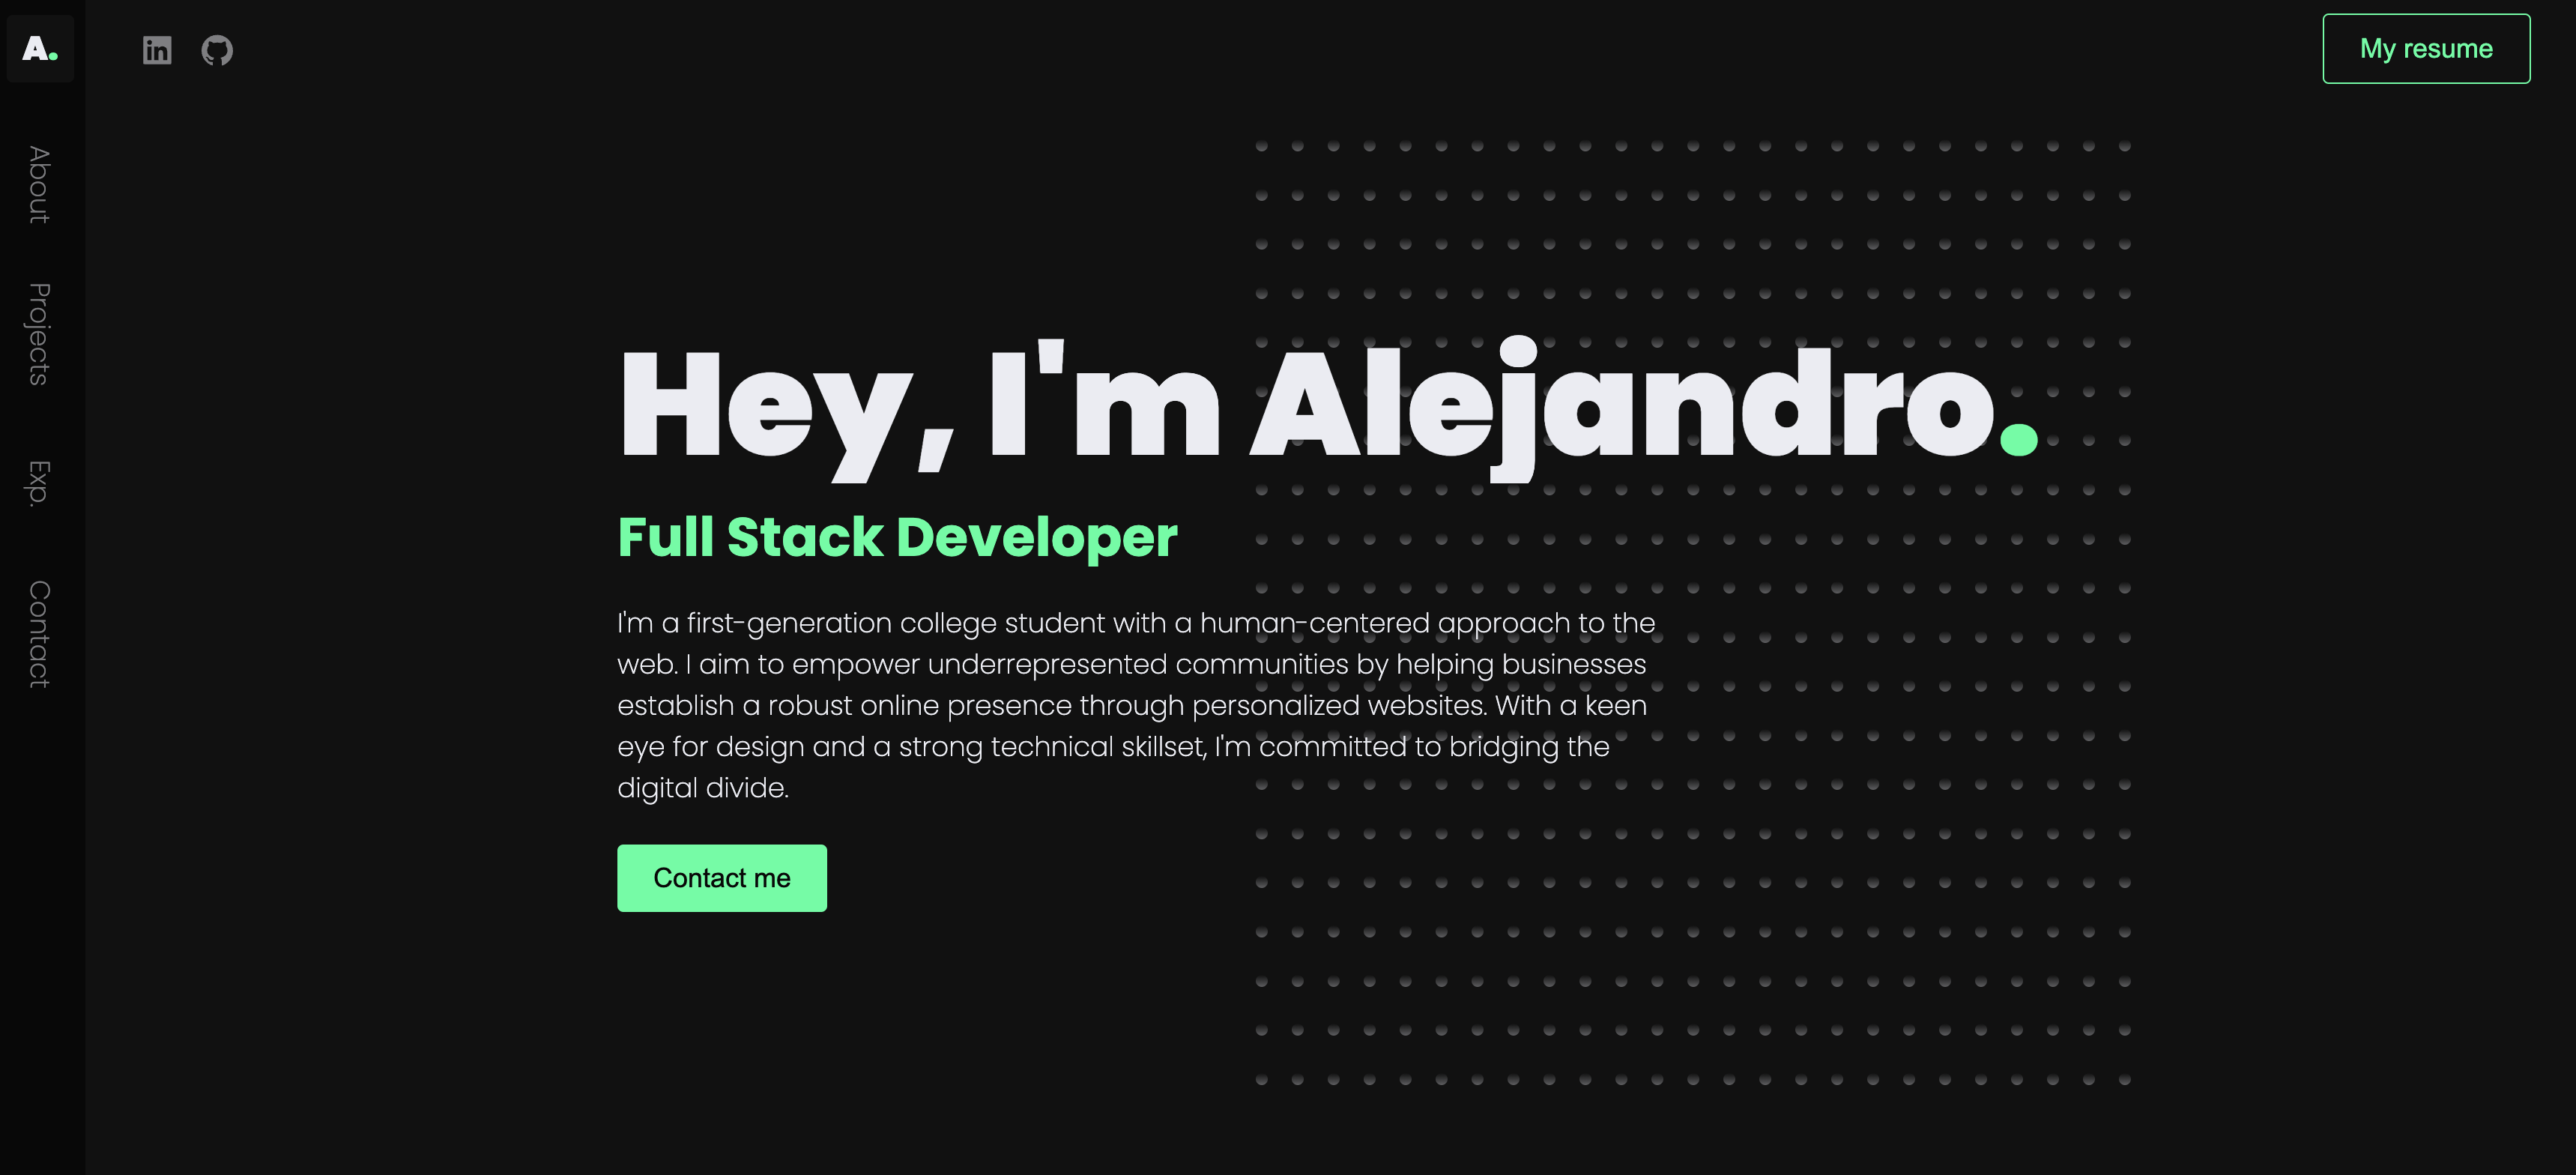 A.
My resume
About
Projects
Exp.
Contact
Hey, I'm Alejandro.
Full Stack Developer
I'm a first-generation college student with a human-centered approach to the
web. I aim to empower underrepresented communities by helping businesses
establish a robust online presence through personalized websites. With a keen
eye for design and a strong technical skillset, I'm committed to bridging the
digital divide.
Contact me